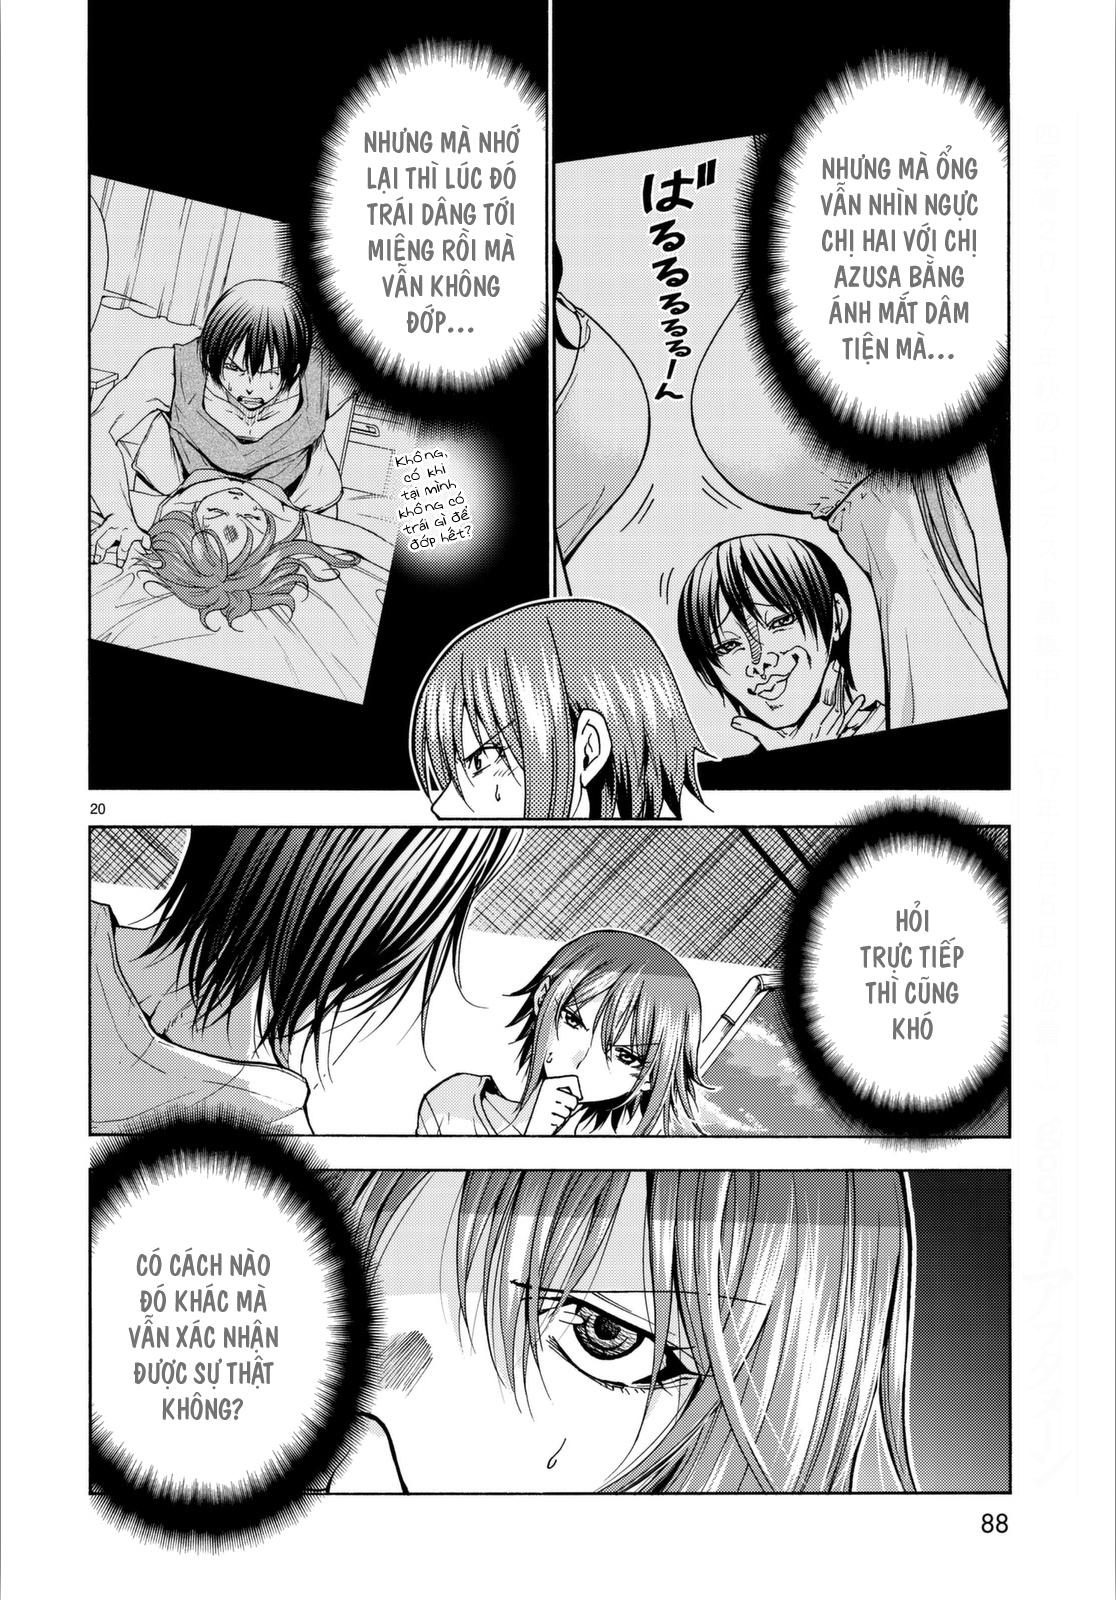 NHƯNG MÀ ỔNG
VẪN NHÌN NGỰC
CHỊ HAI VỚI CHỊ
AZUSA BẰNG
ÁNH MẮT DÂM
TIỆN MÀ...
ばるるるるるーん
NHƯNG MÀ NHỚ
LẠI THÌ LÚC ĐÓ
TRÁI DÂNG TỚI
MIỆNG RỒI MÀ
VẪN KHÔNG
ĐỚP...
Không,
có khi
tại mình
không có
trái gì để
đớp hết?
20
HỎI
TRỰC TIẾP
THÌ CŨNG
KHÓ
CÓ CÁCH NÀO
ĐÓ KHÁC MÀ
VẪN XÁC NHẬN
ĐƯỢC SỰ THẬT
KHÔNG?
88